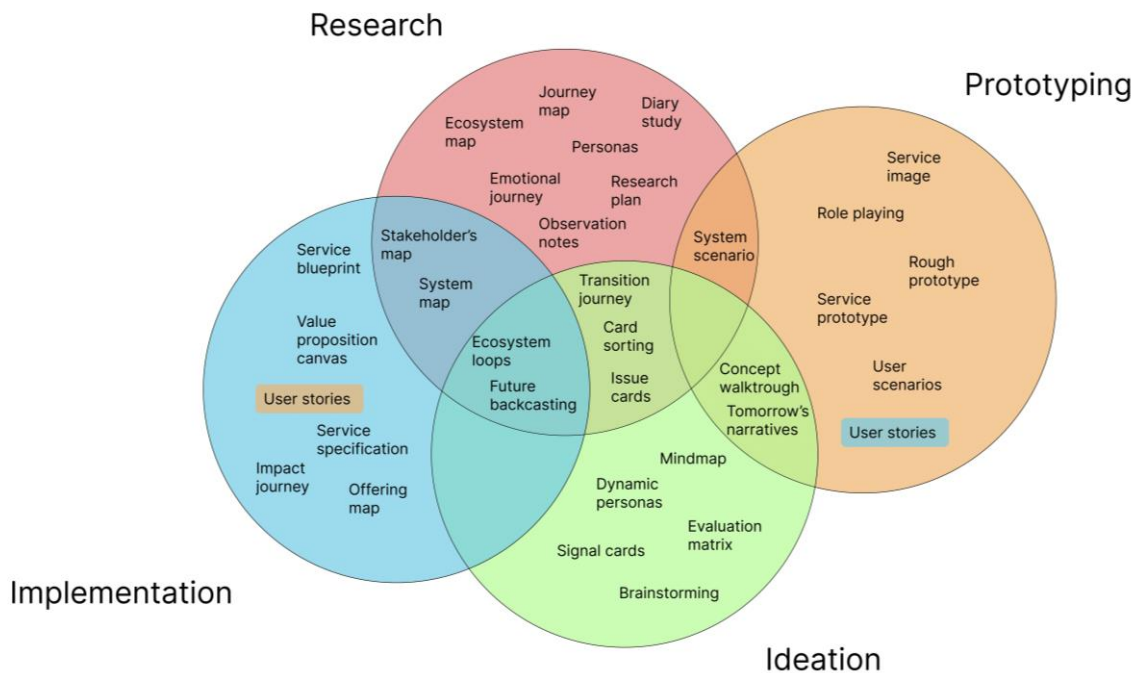 Research
Prototyping
Journey
map
Diary
study
Ecosystem
map
Personas
Emotional
journey
Research
plan
Observation
notes
Stakeholder's
map
System
map
System
scenario
Service
image
Role playing
Rough
prototype
Service
prototype
User
scenarios
User stories
Service
blueprint
Value
proposition
canvas
User stories
Service
specification
Impact
journey
Offering
map
Ecosystem
loops
Future
backcasting
Transition
journey
Card
sorting
Issue
cards
Concept
walktrough
Tomorrow's
narratives
Mindmap
Dynamic
personas
Evaluation
matrix
Signal cards
Brainstorming
Implementation
Ideation